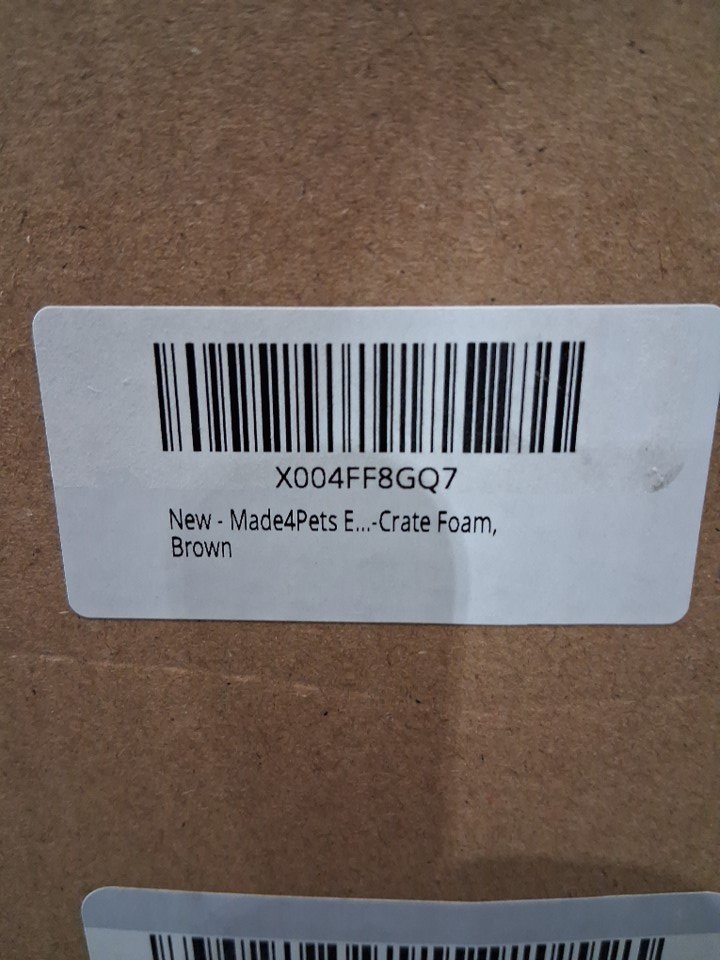 X004FF8GQ7
New - Made4Pets E...-Crate Foam,
Brown